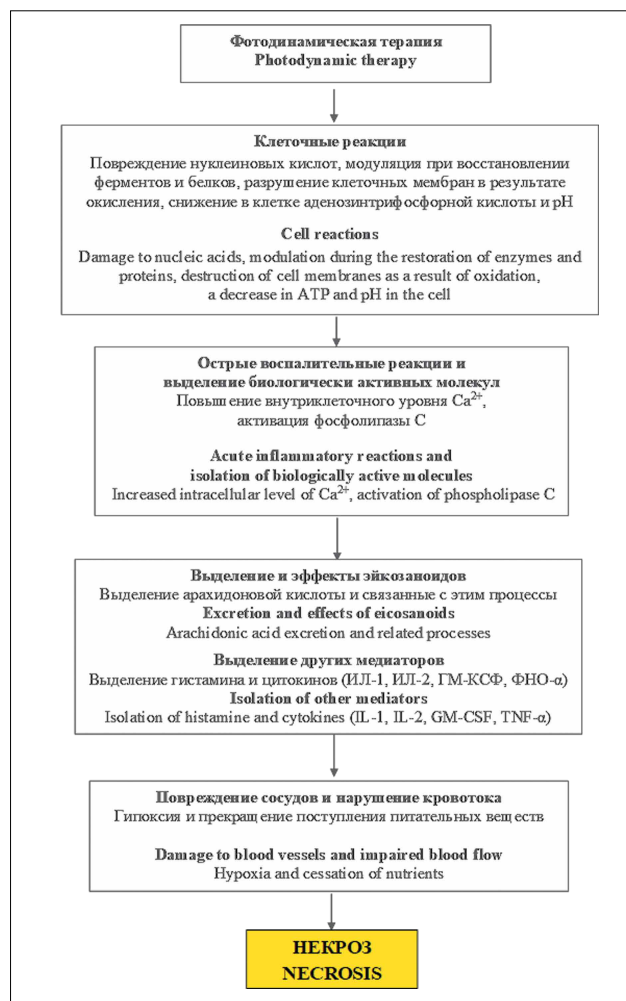 Фотодинамическая терапия
Photodynamic therapy
Клеточные реакции
Повреждение нуклеиновых кислот, модуляция при восстановлении
ферментов и белков, разрушение клеточных мембран в результате
окисления, снижение в клетке аденозинтрифосфорной кислоты и pH
Cell reactions
Damage to nucleic acids, modulation during the restoration of enzymes and
proteins, destruction of cell membranes as a result of oxidation,
a decrease in ATP and pH in the cell
Острые воспалительные реакции и
выделение биологически активных молекул
Повышение внутриклеточного уровня Ca²⁺,
активация фосфолипазы C
Acute inflammatory reactions and
isolation of biologically active molecules
Increased intracellular level of Ca²⁺, activation of phospholipase C
Выделение и эффекты эйкозаноидов
Выделение арахидоновой кислоты и связанные с этим процессы
Excretion and effects of eicosanoids
Arachidonic acid excretion and related processes
Выделение других медиаторов
Выделение гистамина и цитокинов (ИЛ-1, ИЛ-2, ГМ-КСФ, ФНО-α)
Isolation of other mediators
Isolation of histamine and cytokines (IL-1, IL-2, GM-CSF, TNF-α)
Повреждение сосудов и нарушение кровотока
Гипоксия и прекращение поступления питательных веществ
Damage to blood vessels and impaired blood flow
Hypoxia and cessation of nutrients
НЕКРОЗ
NECROSIS